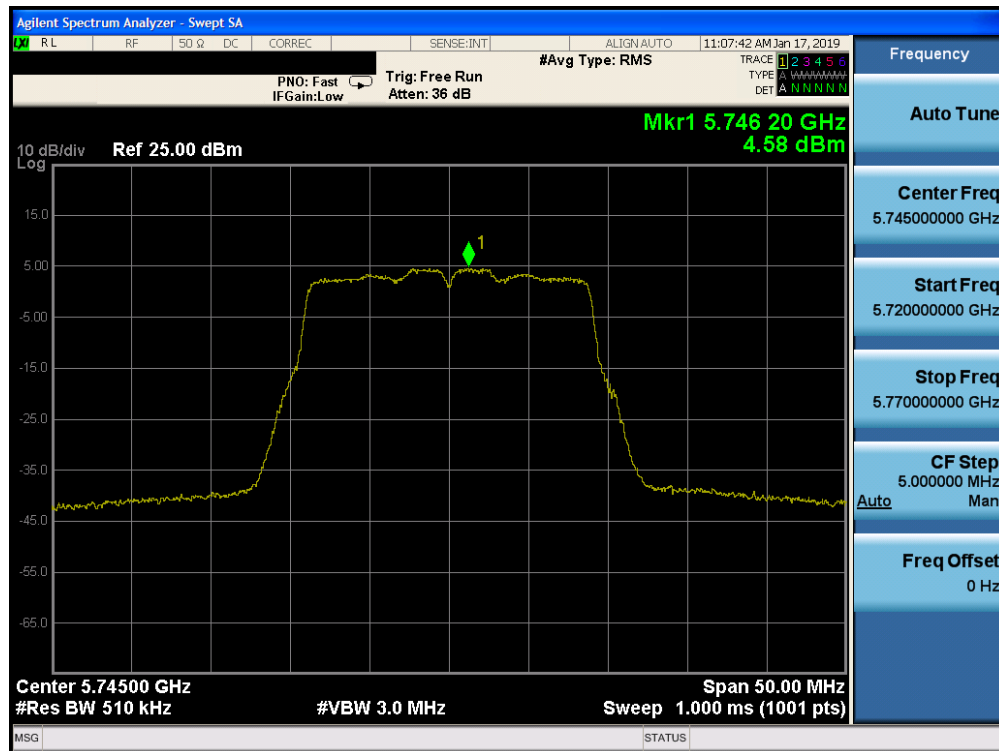 Agilent Spectrum Analyzer - Swept SA
LXI RL RF 50 Ω DC CORREC SENSE:INT ALIGN AUTO 11:07:42 AM Jan 17, 2019
#Avg Type: RMS TRACE 1 2 3 4 5 6
PNO: Fast Trig: Free Run TYPE A WWWWW
IFGain:Low Atten: 36 dB DET A N N N N N
Mkr1 5.746 20 GHz
4.58 dBm
10 dB/div Ref 25.00 dBm
Log
15.0
5.00
-5.00
-15.0
-25.0
-35.0
-45.0
-55.0
-65.0
1
Center 5.74500 GHz Span 50.00 MHz
#Res BW 510 kHz #VBW 3.0 MHz Sweep 1.000 ms (1001 pts)
MSG STATUS
Frequency
Auto Tune
Center Freq
5.745000000 GHz
Start Freq
5.720000000 GHz
Stop Freq
5.770000000 GHz
CF Step
5.000000 MHz
Auto Man
Freq Offset
0 Hz